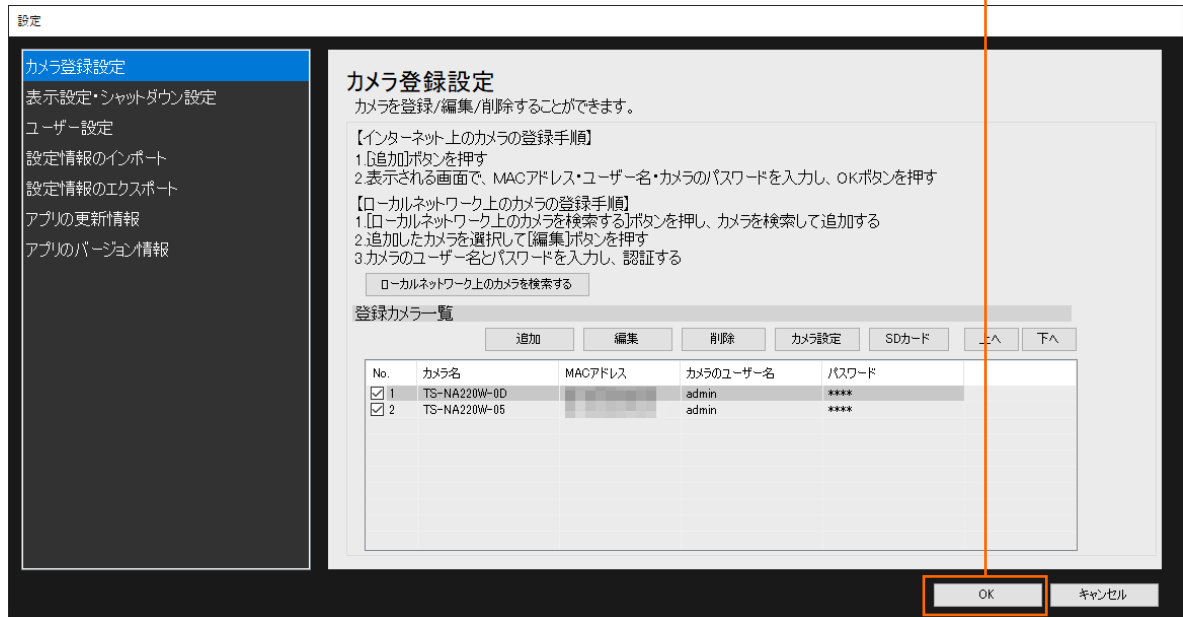 設定
カメラ登録設定
表示設定・シャットダウン設定
ユーザー設定
設定情報のインポート
設定情報のエクスポート
アプリの更新情報
アプリのバージョン情報
カメラ登録設定
カメラを登録/編集/削除することができます。
【インターネット上のカメラの登録手順】
1.[追加]ボタンを押す
2.表示される画面で、MACアドレス・ユーザー名・カメラのパスワードを入力し、OKボタンを押す
【ローカルネットワーク上のカメラの登録手順】
1.[ローカルネットワーク上のカメラを検索する]ボタンを押し、カメラを検索して追加する
2.追加したカメラを選択して[編集]ボタンを押す
3.カメラのユーザー名とパスワードを入力し、認証する
ローカルネットワーク上のカメラを検索する
登録カメラ一覧
追加 編集 削除 カメラ設定 SDカード 上へ 下へ
No. カメラ名 MACアドレス カメラのユーザー名 パスワード
1 TS-NA220W-0D admin ****
2 TS-NA220W-05 admin ****
OK キャンセル